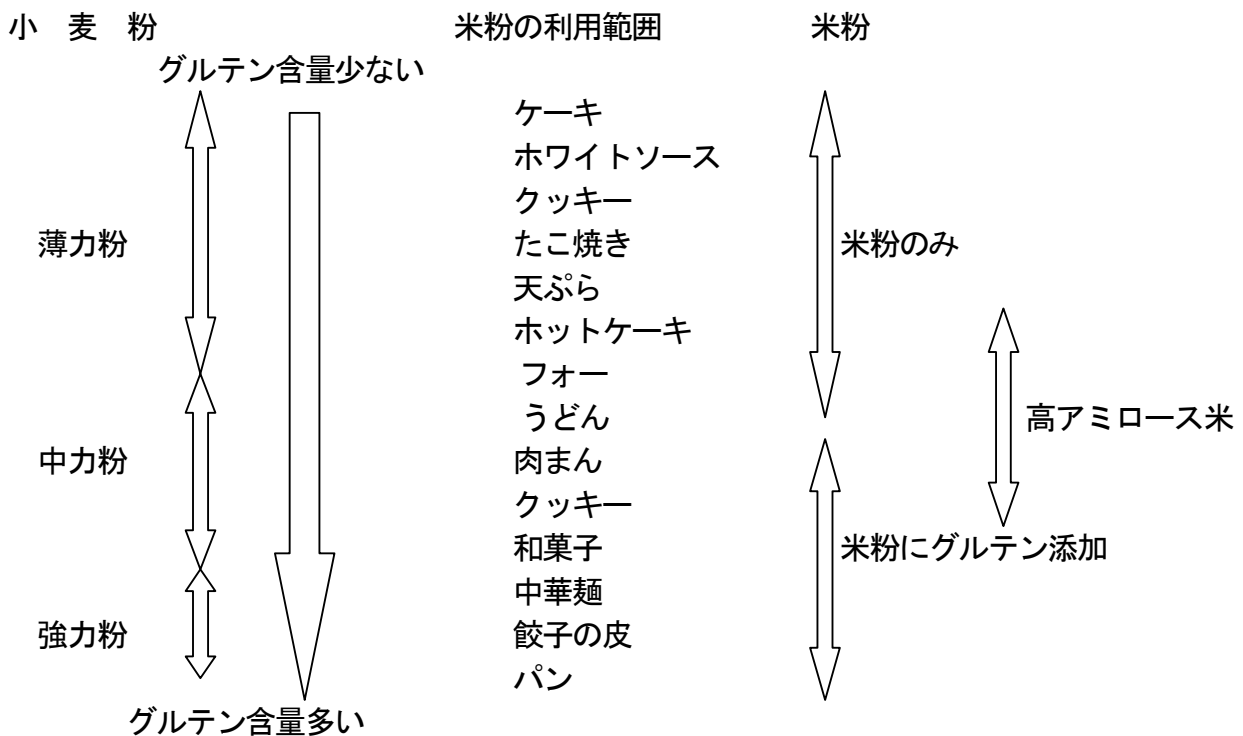 小 麦 粉 米粉の利用範囲 米粉
グルテン含量少ない
ケーキ
ホワイトソース
クッキー
薄力粉 たこ焼き 米粉のみ
天ぷら
ホットケーキ
フォー
うどん 高アミロース米
中力粉 肉まん
クッキー
和菓子 米粉にグルテン添加
中華麺
強力粉 餃子の皮
パン
グルテン含量多い